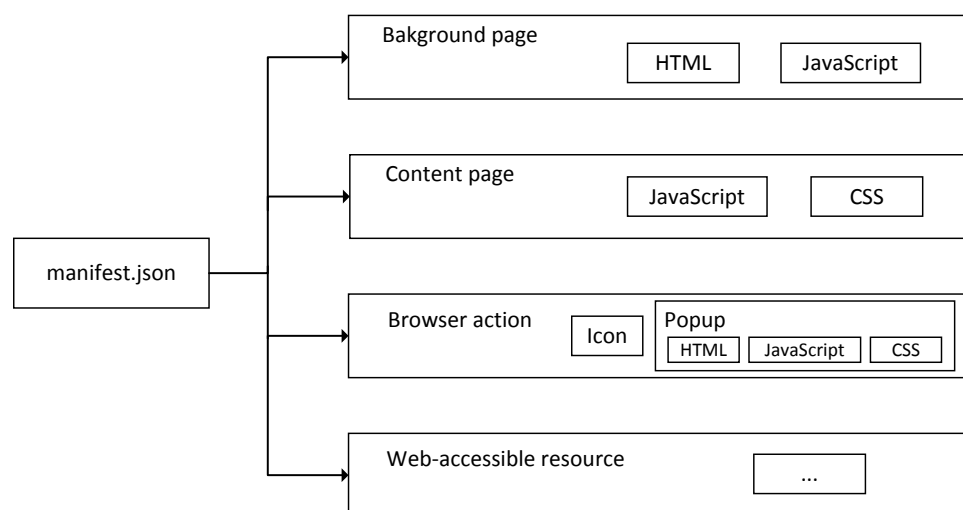 Bakground page
HTML
JavaScript
Content page
JavaScript
CSS
manifest.json
Browser action
Icon
Popup
HTML
JavaScript
CSS
Web-accessible resource
...